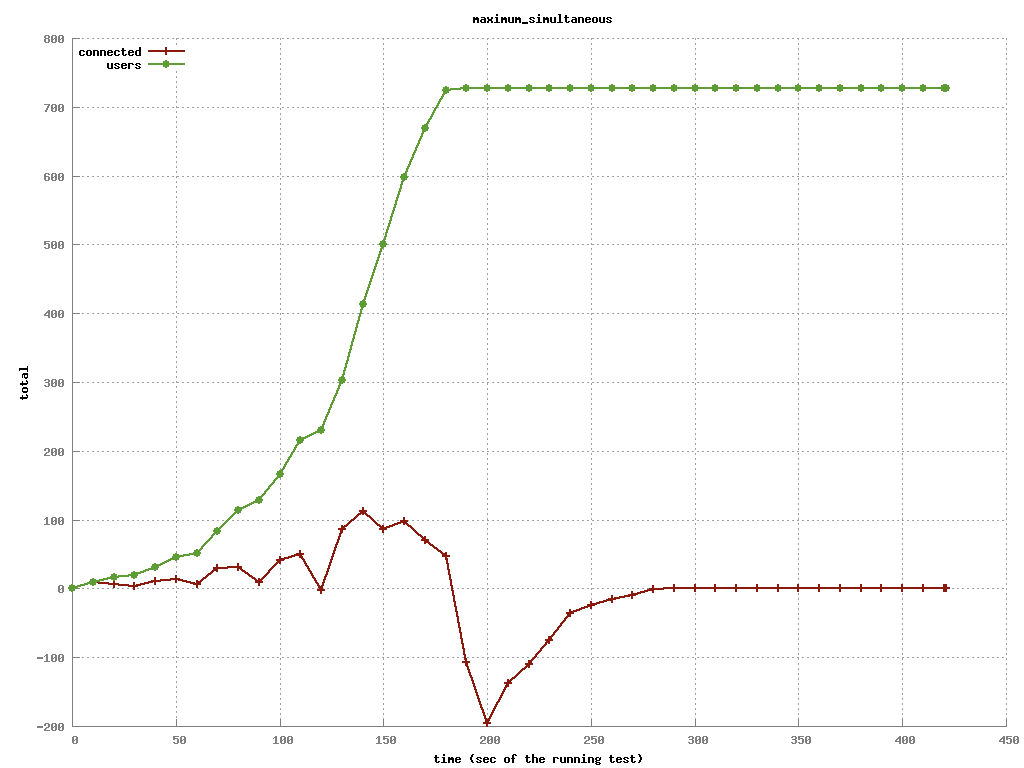 maximum_simultaneous
connected
users
800
700
600
500
400
300
200
100
0
-100
-200
total
0 50 100 150 200 250 300 350 400 450
time (sec of the running test)